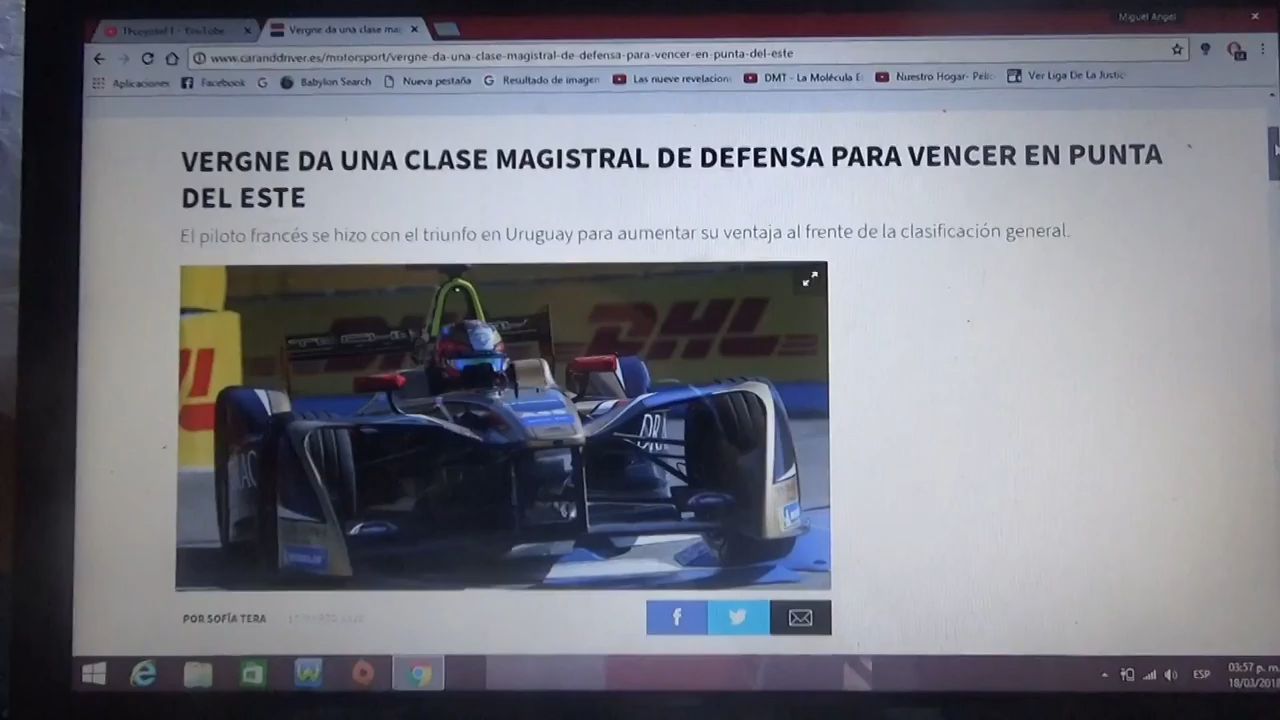 Miguel Angel
YouTube
Vergne da una clase mag
www.caranddriver.es/motorsport/vergne-da-una-clase-magistral-de-defensa-para-vencer-en-punta-del-este
Aplicaciones Facebook Babylon Search Nueva pestaña Resultado de imagen Las nueve revelacion DMT - La Molécula E Nuestro Hogar- Ver Liga De La Justic
VERGNE DA UNA CLASE MAGISTRAL DE DEFENSA PARA VENCER EN PUNTA
DEL ESTE
El piloto francés se hizo con el triunfo en Uruguay para aumentar su ventaja al frente de la clasificación general.
DHL
POR SOFÍA TERA
ESP
03:57 p. m.
18/03/2018